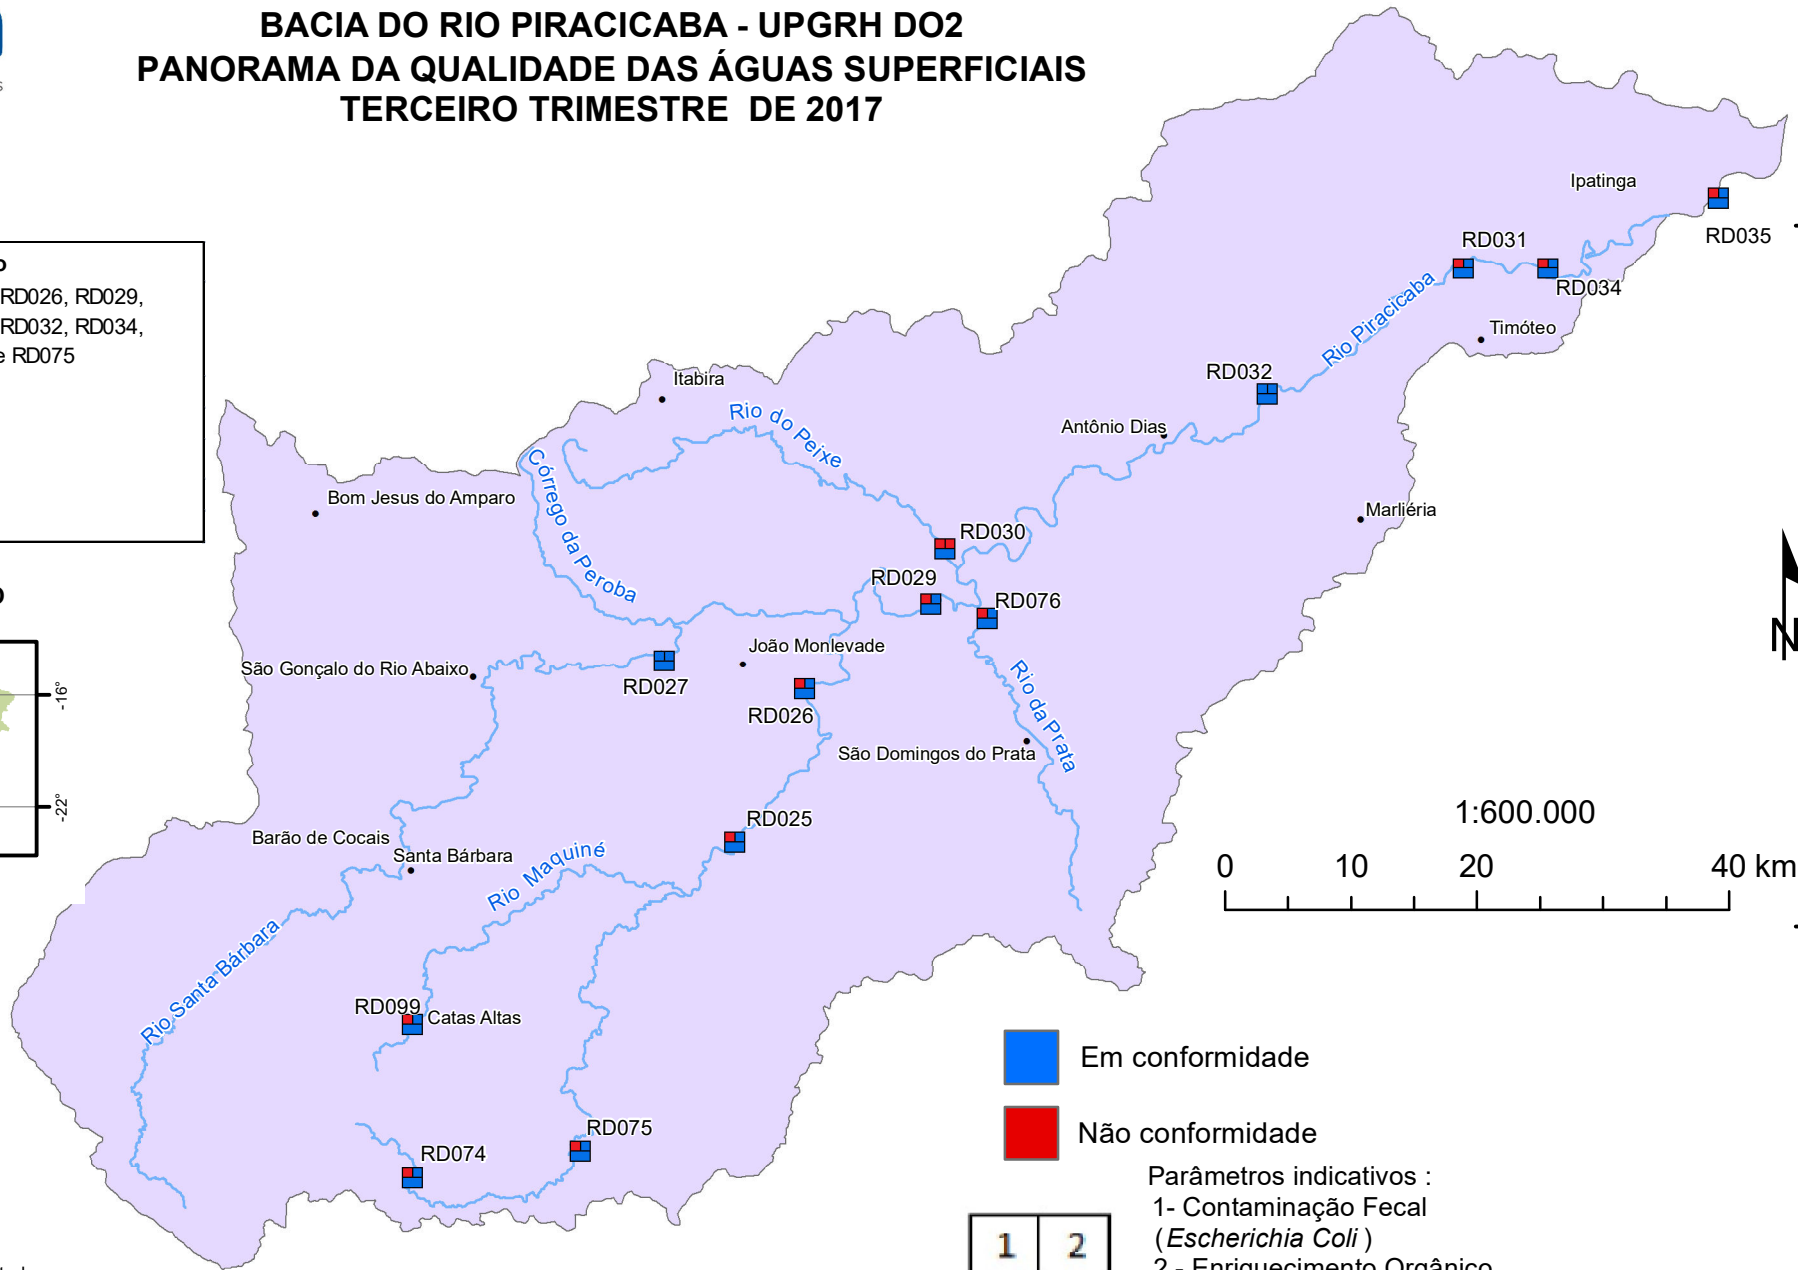 BACIA DO RIO PIRACICABA - UPGRH DO2
PANORAMA DA QUALIDADE DAS ÁGUAS SUPERFICIAIS
TERCEIRO TRIMESTRE DE 2017
RD026, RD029,
RD032, RD034,
e RD075
-16°
-22°
Ipatinga
RD035
RD031
RD034
Rio Piracicaba
Timóteo
RD032
Itabira
Rio do Peixe
Antônio Dias
Córrego da Peroba
Bom Jesus do Amparo
Marliéria
RD030
RD029
RD076
N
João Monlevade
São Gonçalo do Rio Abaixo
RD027
RD026
Rio da Prata
São Domingos do Prata
RD025
1:600.000
Barão de Cocais
Santa Bárbara
Rio Maquiné
0 10 20 40 km
Rio Santa Bárbara
RD099
Catas Altas
RD075
RD074
Em conformidade
Não conformidade
Parâmetros indicativos :
1- Contaminação Fecal
(Escherichia Coli )
1 2
2 - Enriquecimento Orgânico